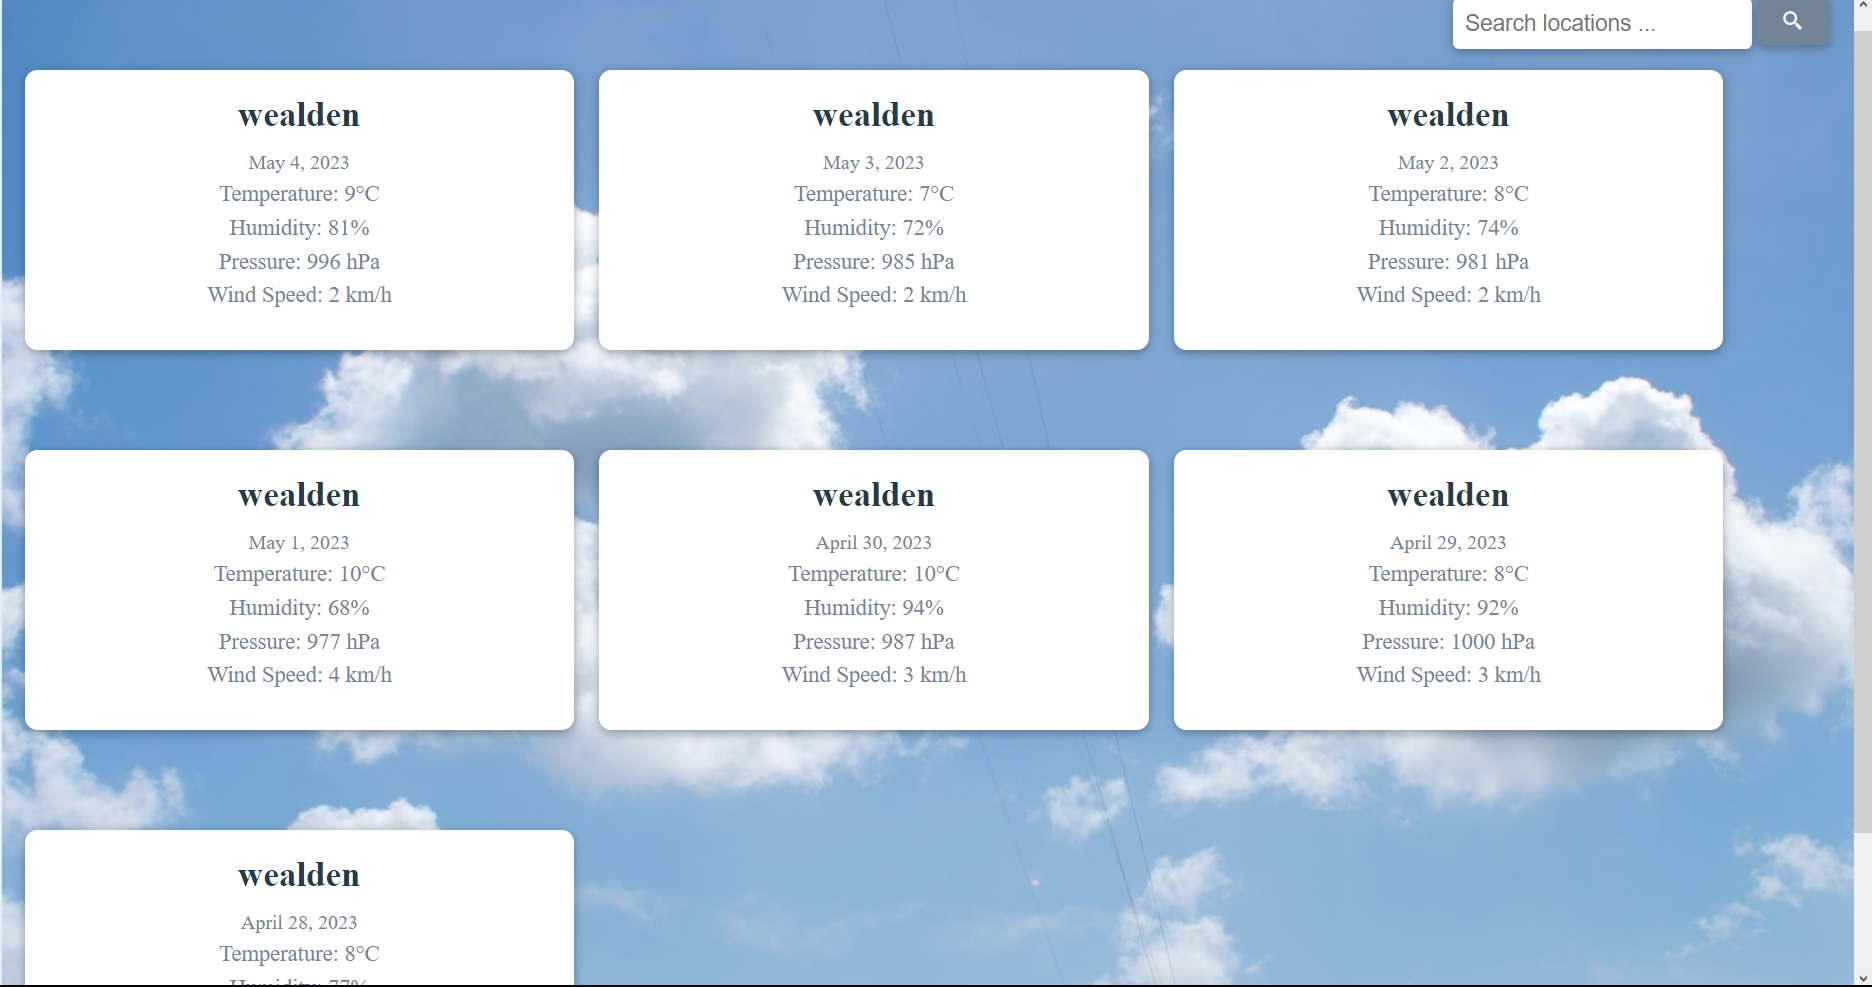 Search locations ...
wealden
May 4, 2023
Temperature: 9°C
Humidity: 81%
Pressure: 996 hPa
Wind Speed: 2 km/h
wealden
May 3, 2023
Temperature: 7°C
Humidity: 72%
Pressure: 985 hPa
Wind Speed: 2 km/h
wealden
May 2, 2023
Temperature: 8°C
Humidity: 74%
Pressure: 981 hPa
Wind Speed: 2 km/h
wealden
May 1, 2023
Temperature: 10°C
Humidity: 68%
Pressure: 977 hPa
Wind Speed: 4 km/h
wealden
April 30, 2023
Temperature: 10°C
Humidity: 94%
Pressure: 987 hPa
Wind Speed: 3 km/h
wealden
April 29, 2023
Temperature: 8°C
Humidity: 92%
Pressure: 1000 hPa
Wind Speed: 3 km/h
wealden
April 28, 2023
Temperature: 8°C
Humidity: 77%